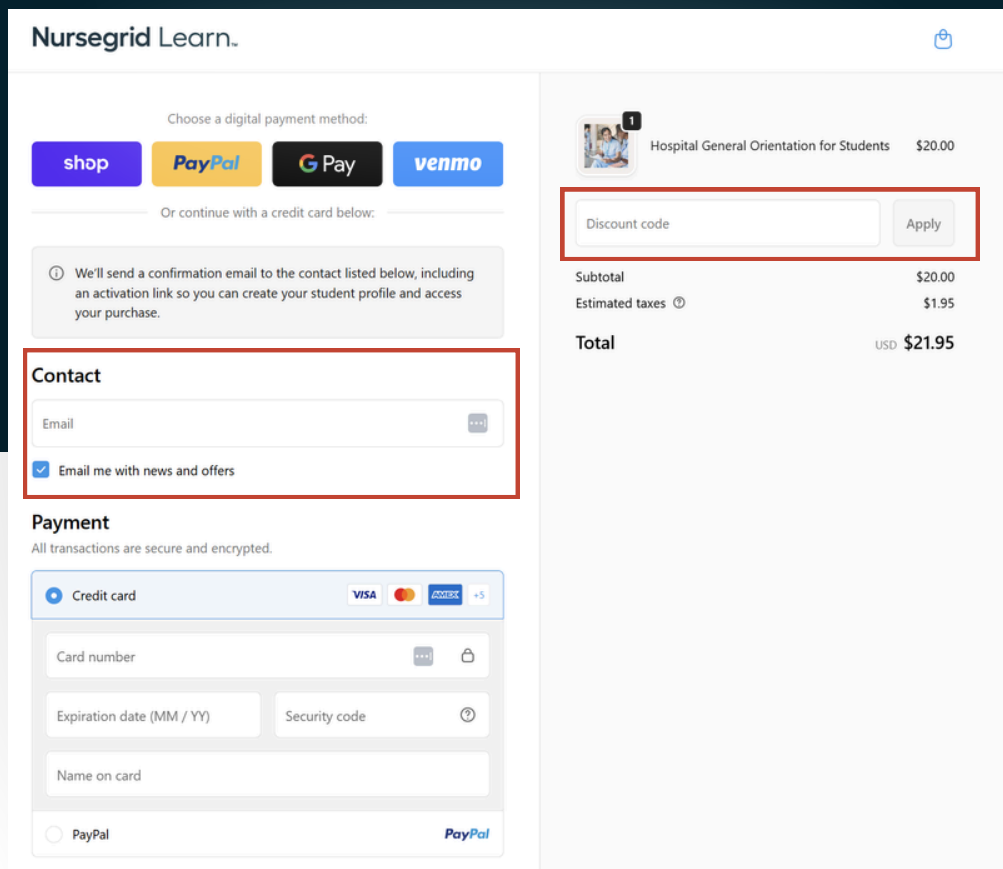 Nursegrid Learn™
Choose a digital payment method:
shop PayPal G Pay venmo
Or continue with a credit card below:
We'll send a confirmation email to the contact listed below, including
an activation link so you can create your student profile and access
your purchase.
Contact
Email
Email me with news and offers
Payment
All transactions are secure and encrypted.
Credit card VISA AMEX +5
Card number
Expiration date (MM / YY) Security code
Name on card
PayPal PayPal
1
Hospital General Orientation for Students $20.00
Discount code Apply
Subtotal $20.00
Estimated taxes $1.95
Total USD $21.95